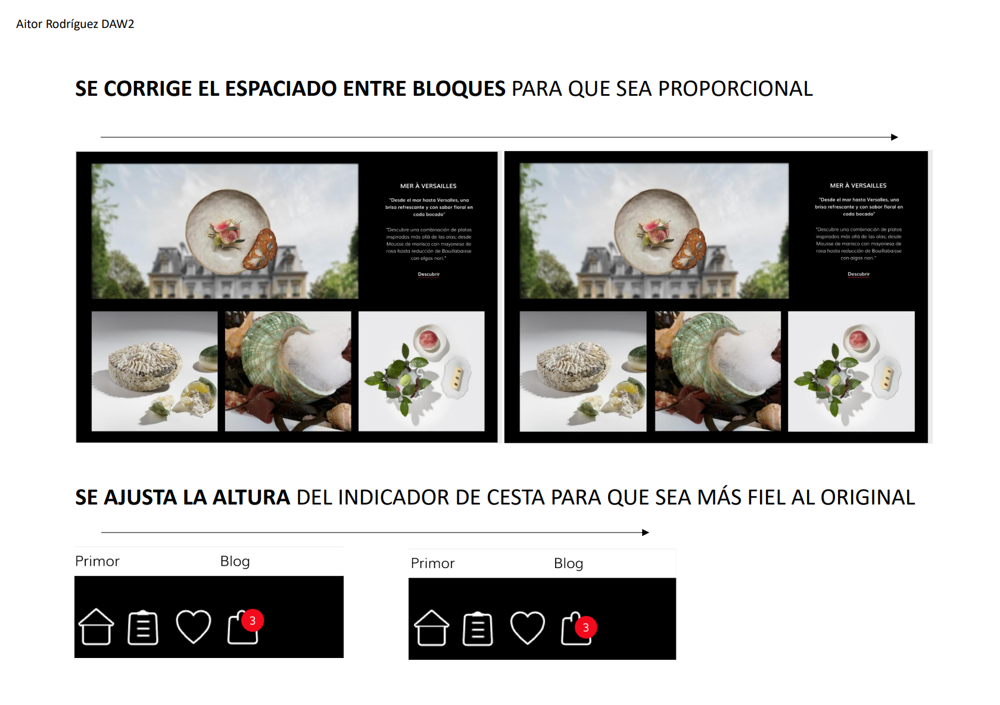 Aitor Rodríguez DAW2
SE CORRIGE EL ESPACIADO ENTRE BLOQUES PARA QUE SEA PROPORCIONAL
MER À VERSAILLES
"Desde el mar hasta Versalles, una
brisa refrescante y con sabor floral en
cada bocado"
"Descubre una combinación de platos
inspirados más allá de las olas; desde
Mousse de marisco con mayonesa de
rosa hasta reducción de Bouillabaisse
con algas nori."
Descubrir
MER À VERSAILLES
"Desde el mar hasta Versalles, una
brisa refrescante y con sabor floral en
cada bocado"
"Descubre una combinación de platos
inspirados más allá de las olas; desde
Mousse de marisco con mayonesa de
rosa hasta reducción de Bouillabaisse
con algas nori."
Descubrir
SE AJUSTA LA ALTURA DEL INDICADOR DE CESTA PARA QUE SEA MÁS FIEL AL ORIGINAL
Primor Blog
3
Primor Blog
3